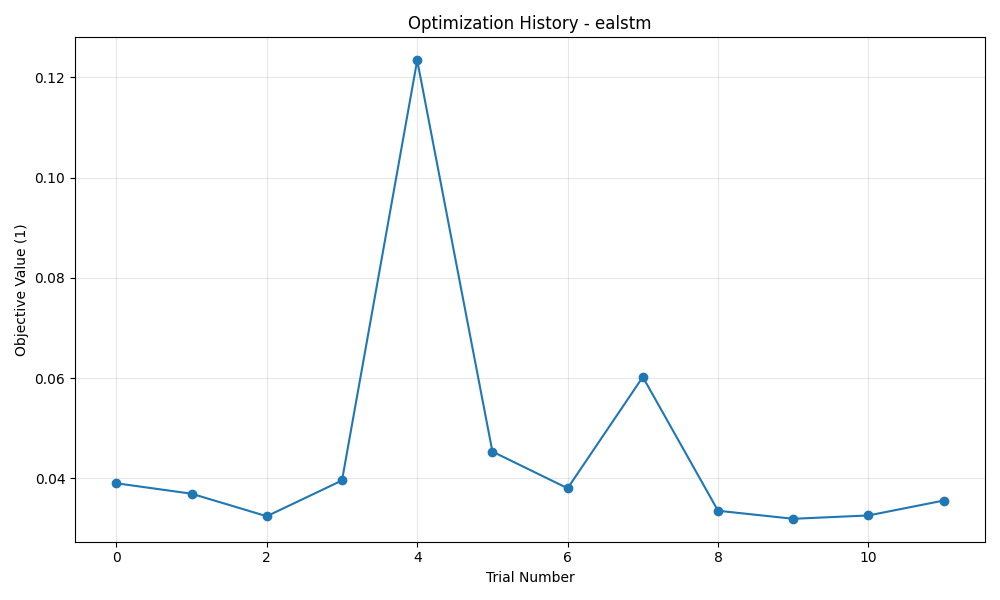 Optimization History - ealstm
0.12
0.10
0.08
0.06
0.04
Objective Value (1)
0 2 4 6 8 10
Trial Number